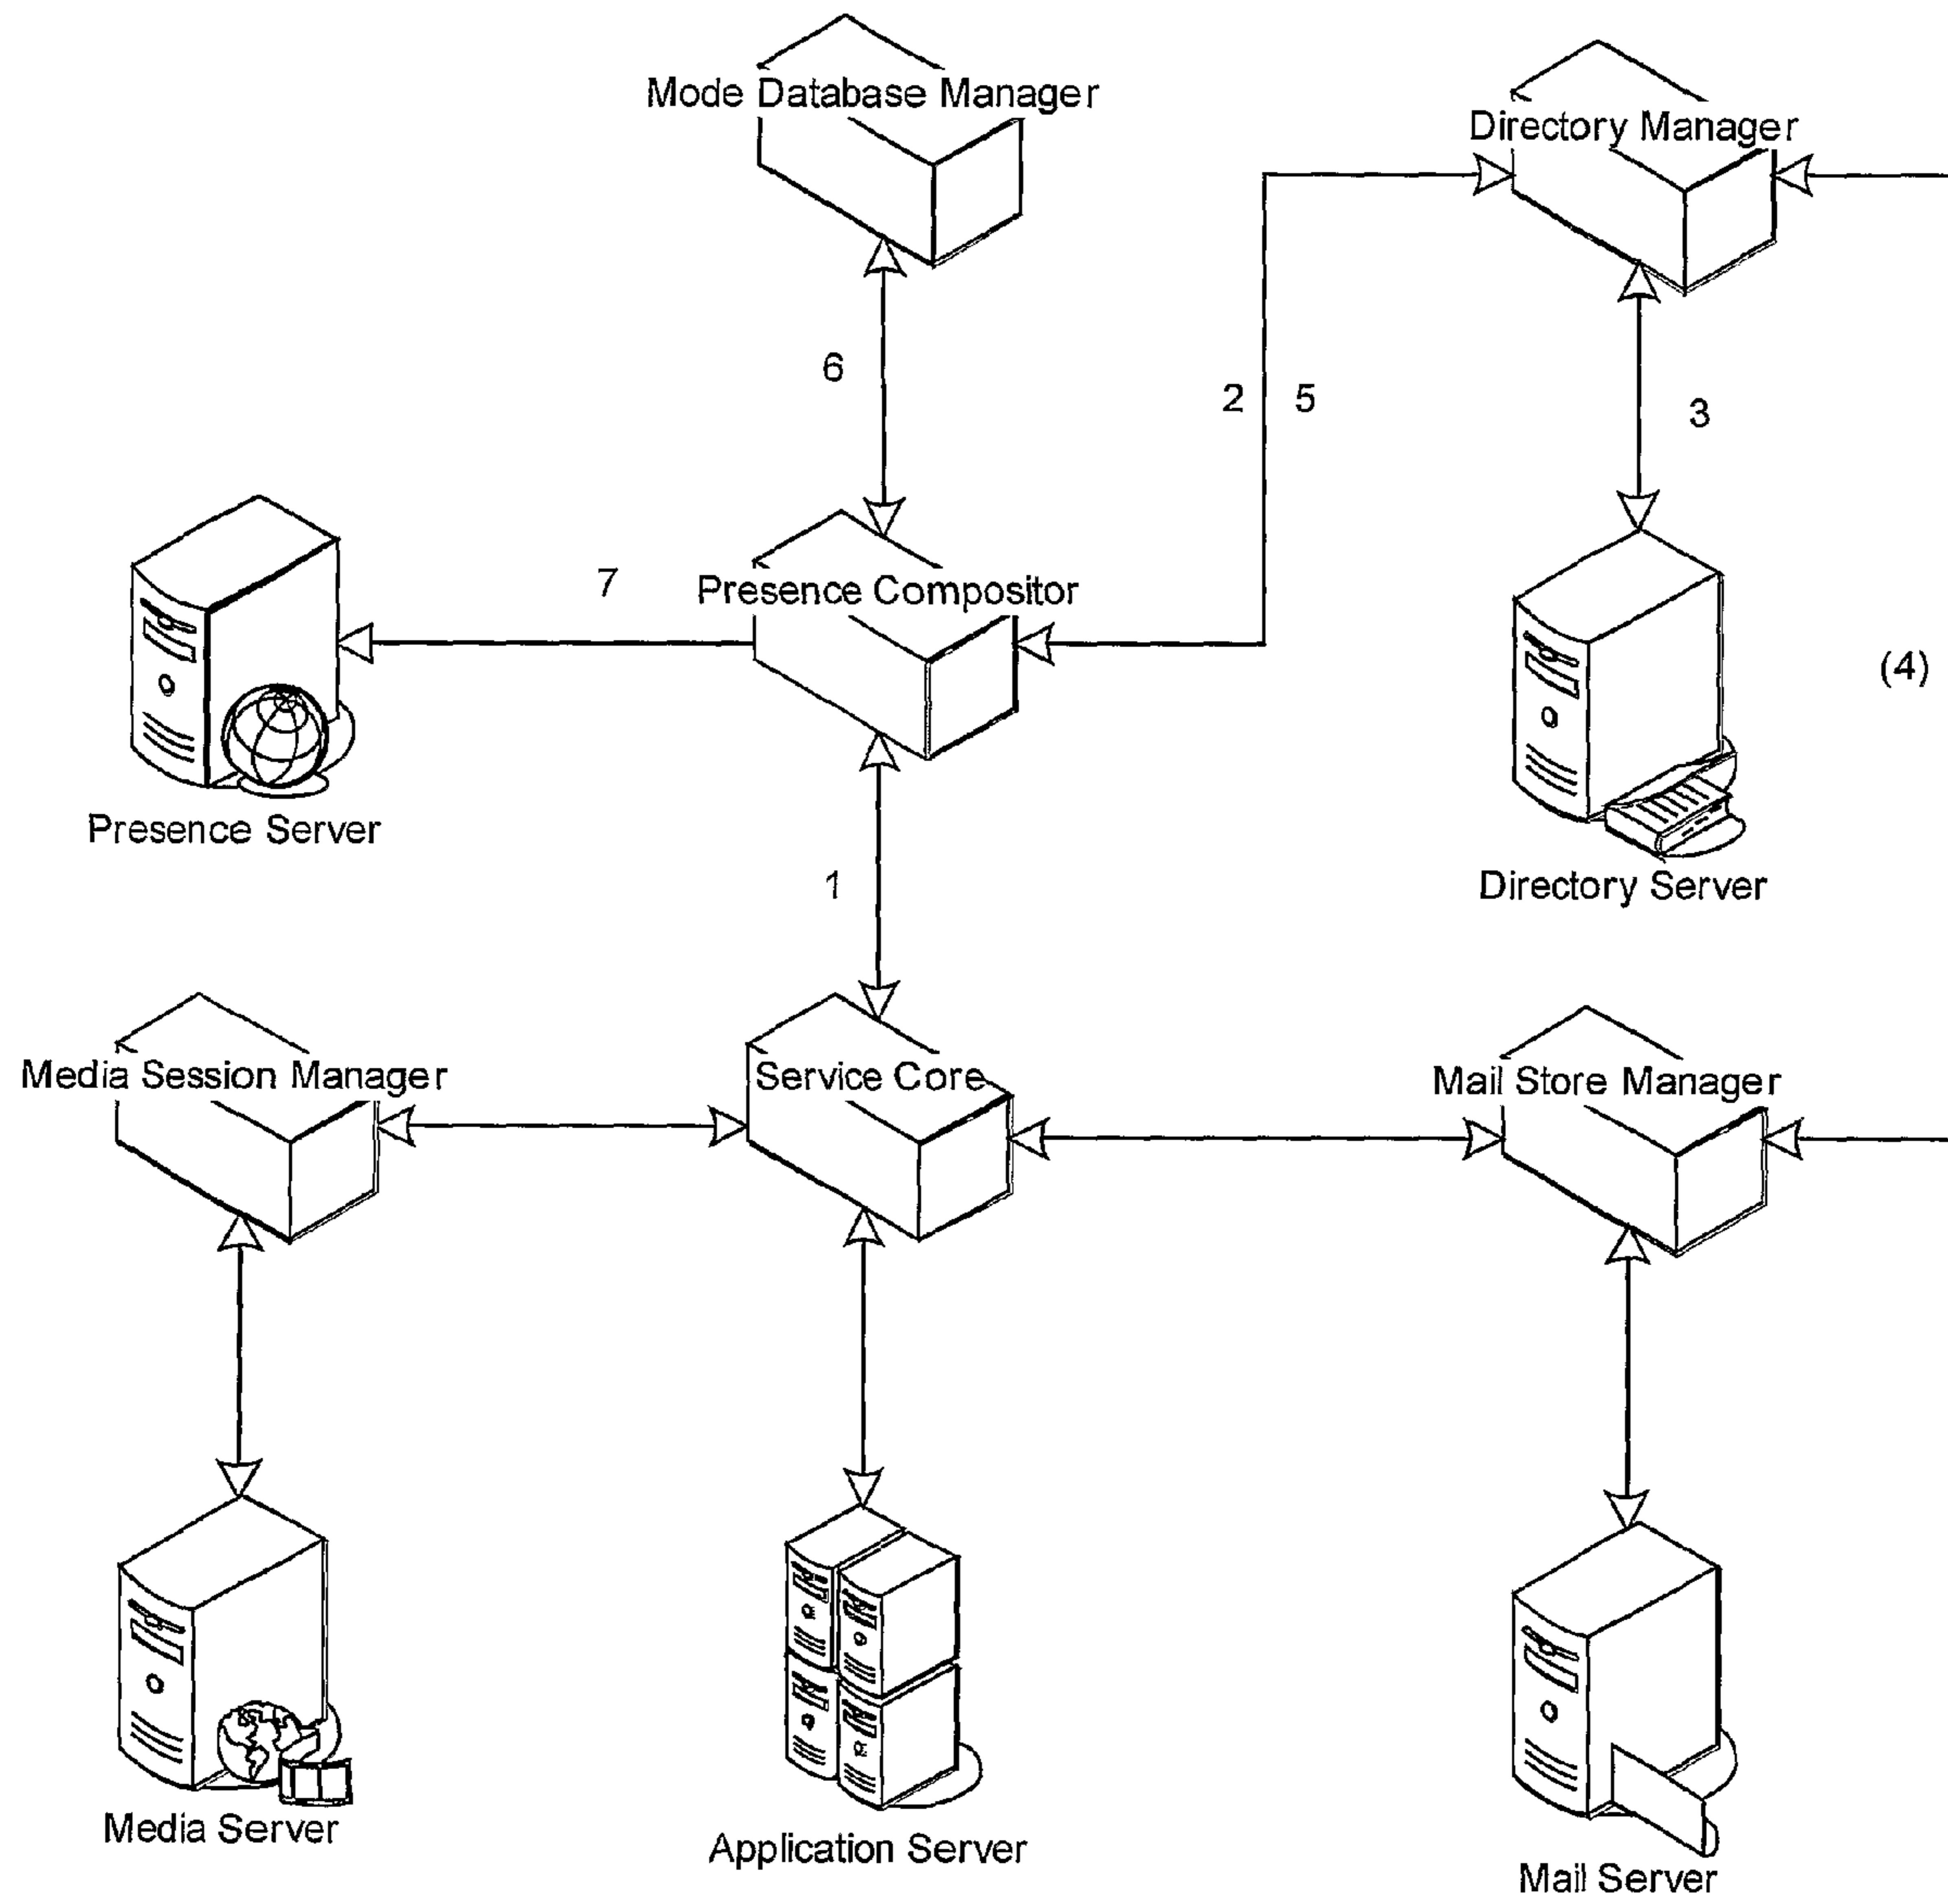 Mode Database Manager
Directory Manager
6
2
5
3
7
Presence Compositor
(4)
Presence Server
1
Directory Server
Media Session Manager
Service Core
Mail Store Manager
Media Server
Application Server
Mail Server